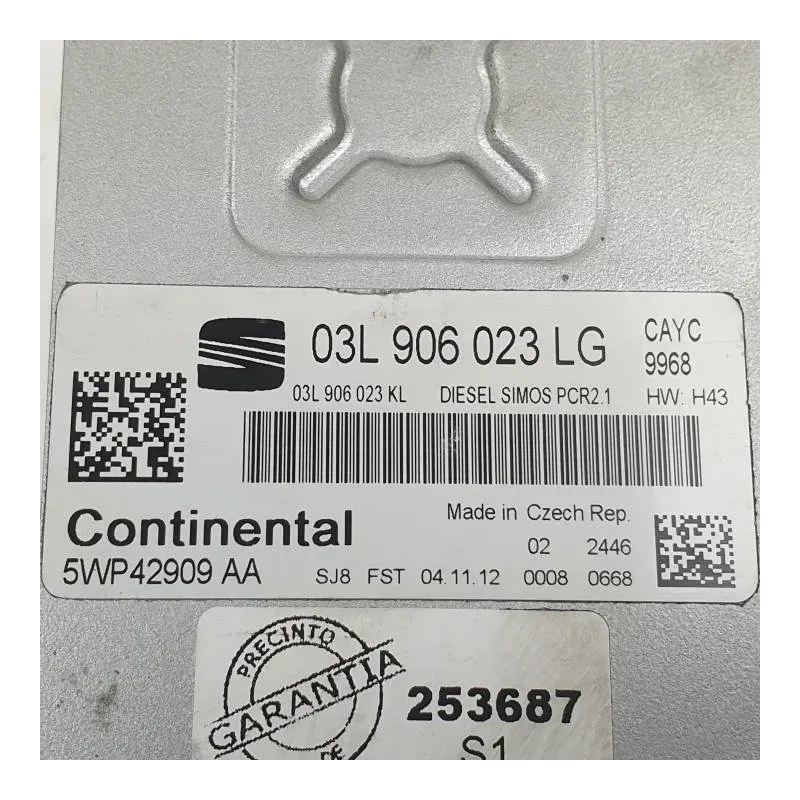 03L 906 023 LG
CAYC
9968
03L 906 023 KL DIESEL SIMOS PCR2.1 HW: H43
Continental
Made in Czech Rep.
02 2446
5WP42909 AA SJ8 FST 04.11.12 0008 0668
PRECINTO
GARANTIA
DE
253687
S1